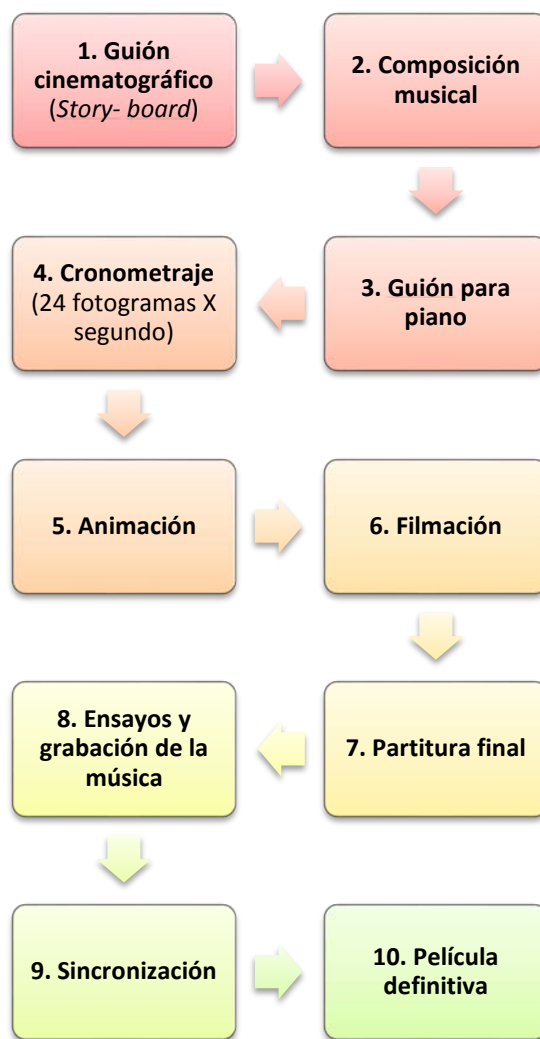 1. Guión
cinematográfico
(Story- board)
2. Composición
musical
3. Guión para
piano
4. Cronometraje
(24 fotogramas X
segundo)
5. Animación
6. Filmación
7. Partitura final
8. Ensayos y
grabación de la
música
9. Sincronización
10. Película
definitiva